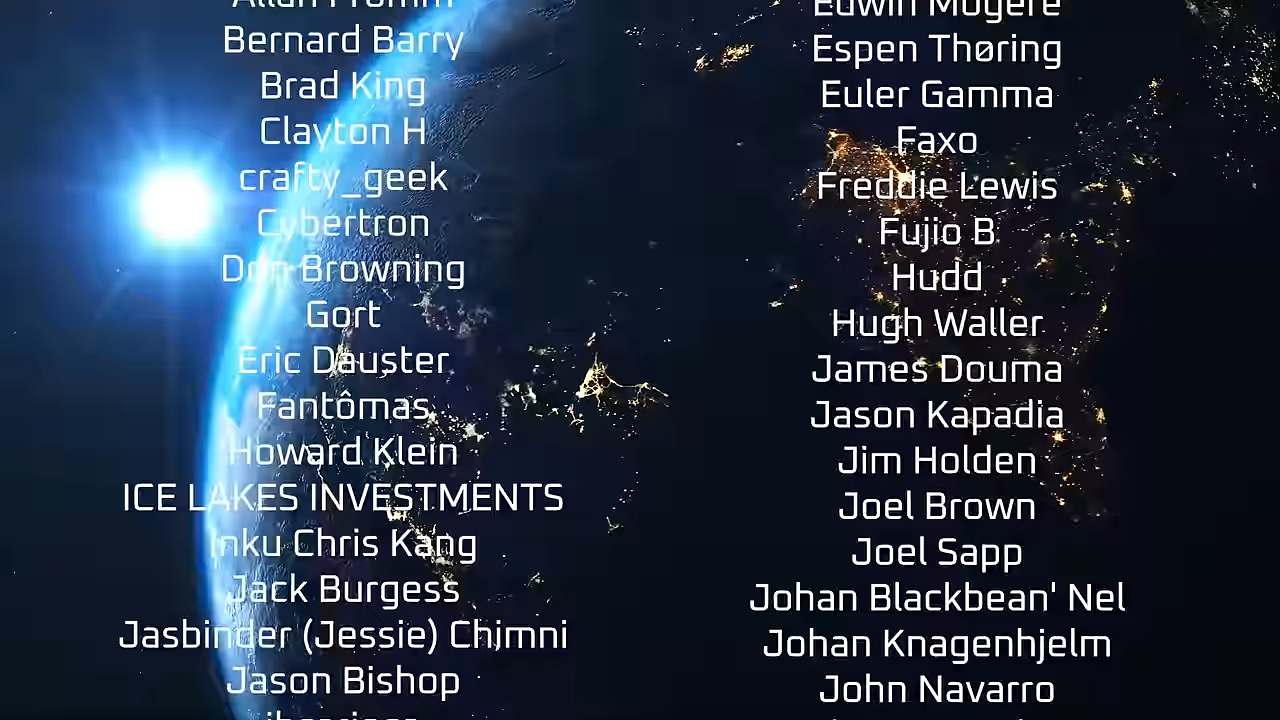 Allan Fromm
Bernard Barry
Brad King
Clayton H
crafty_geek
Cybertron
Don Browning
Gort
Eric Dauster
Fantômas
Howard Klein
ICE LAKES INVESTMENTS
Inku Chris Kang
Jack Burgess
Jasbinder (Jessie) Chimni
Jason Bishop
Edwin Mugere
Espen Thøring
Euler Gamma
Faxo
Freddie Lewis
Fujio B
Hudd
Hugh Waller
James Douma
Jason Kapadia
Jim Holden
Joel Brown
Joel Sapp
Johan Blackbean' Nel
Johan Knagenhjelm
John Navarro